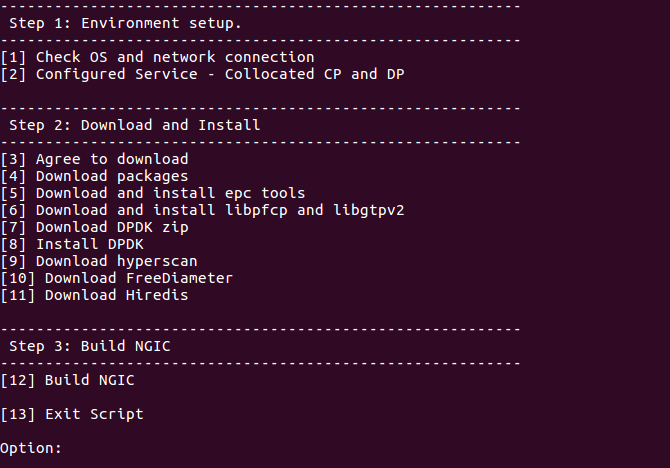 ----------------------------------------------------------
 Step 1: Environment setup.
----------------------------------------------------------
[1] Check OS and network connection
[2] Configured Service - Collocated CP and DP

----------------------------------------------------------
 Step 2: Download and Install
----------------------------------------------------------
[3] Agree to download
[4] Download packages
[5] Download and install epc tools
[6] Download and install libpfcp and libgtpv2
[7] Download DPDK zip
[8] Install DPDK
[9] Download hyperscan
[10] Download FreeDiameter
[11] Download Hiredis

----------------------------------------------------------
 Step 3: Build NGIC
----------------------------------------------------------
[12] Build NGIC

[13] Exit Script

Option: